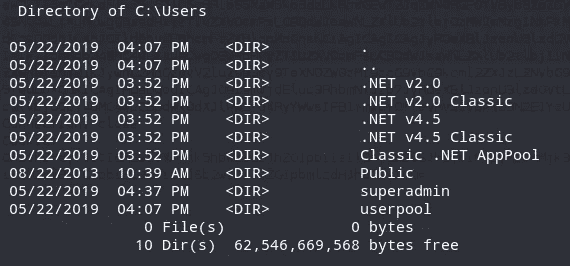 Directory of C:\Users
05/22/2019 04:07 PM <DIR> .
05/22/2019 04:07 PM <DIR> ..
05/22/2019 03:52 PM <DIR> .NET v2.0
05/22/2019 03:52 PM <DIR> .NET v2.0 Classic
05/22/2019 03:52 PM <DIR> .NET v4.5
05/22/2019 03:52 PM <DIR> .NET v4.5 Classic
05/22/2019 03:52 PM <DIR> Classic .NET AppPool
08/22/2013 10:39 AM <DIR> Public
05/22/2019 04:37 PM <DIR> superadmin
05/22/2019 04:07 PM <DIR> userpool
0 File(s) 0 bytes
10 Dir(s) 62,546,669,568 bytes free